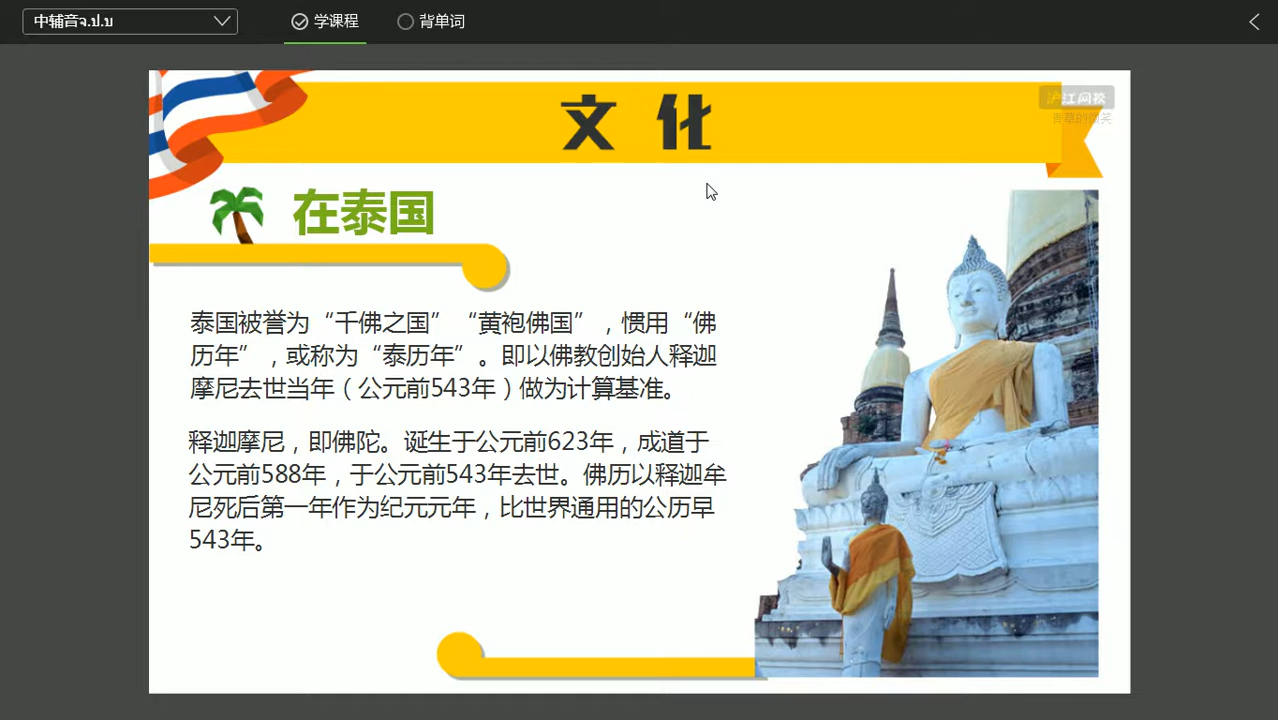 中辅音จ.ป.บ
学课程
背单词
文 化
沪江网校
青草的微笑
在泰国
泰国被誉为“千佛之国”“黄袍佛国”，惯用“佛
历年”，或称为“泰历年”。即以佛教创始人释迦
摩尼去世当年（公元前543年）做为计算基准。
释迦摩尼，即佛陀。诞生于公元前623年，成道于
公元前588年，于公元前543年去世。佛历以释迦牟
尼死后第一年作为纪元元年，比世界通用的公历早
543年。